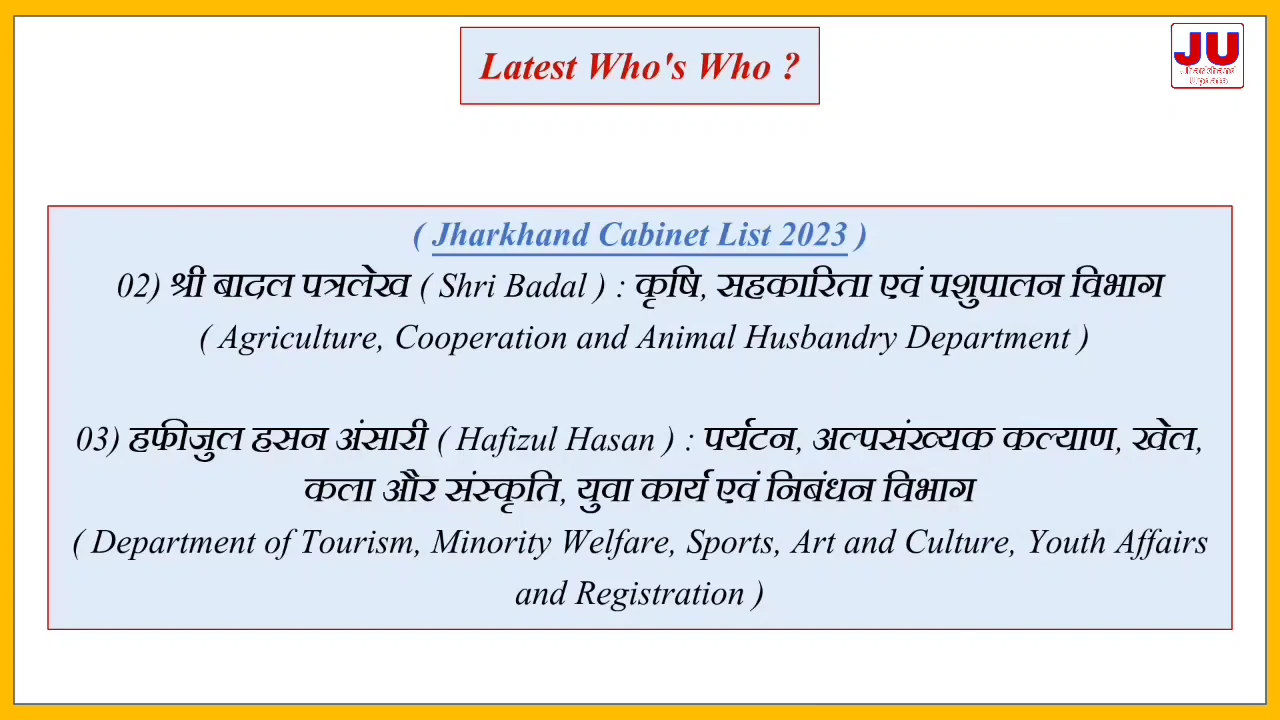 Latest Who's Who ?
JU
Jharkhand
Update
( Jharkhand Cabinet List 2023 )
02) श्री बादल पत्रलेख ( Shri Badal ) : कृषि, सहकारिता एवं पशुपालन विभाग
( Agriculture, Cooperation and Animal Husbandry Department )
03) हफीजुल हसन अंसारी ( Hafizul Hasan ) : पर्यटन, अल्पसंख्यक कल्याण, खेल,
कला और संस्कृति, युवा कार्य एवं निबंधन विभाग
( Department of Tourism, Minority Welfare, Sports, Art and Culture, Youth Affairs
and Registration )